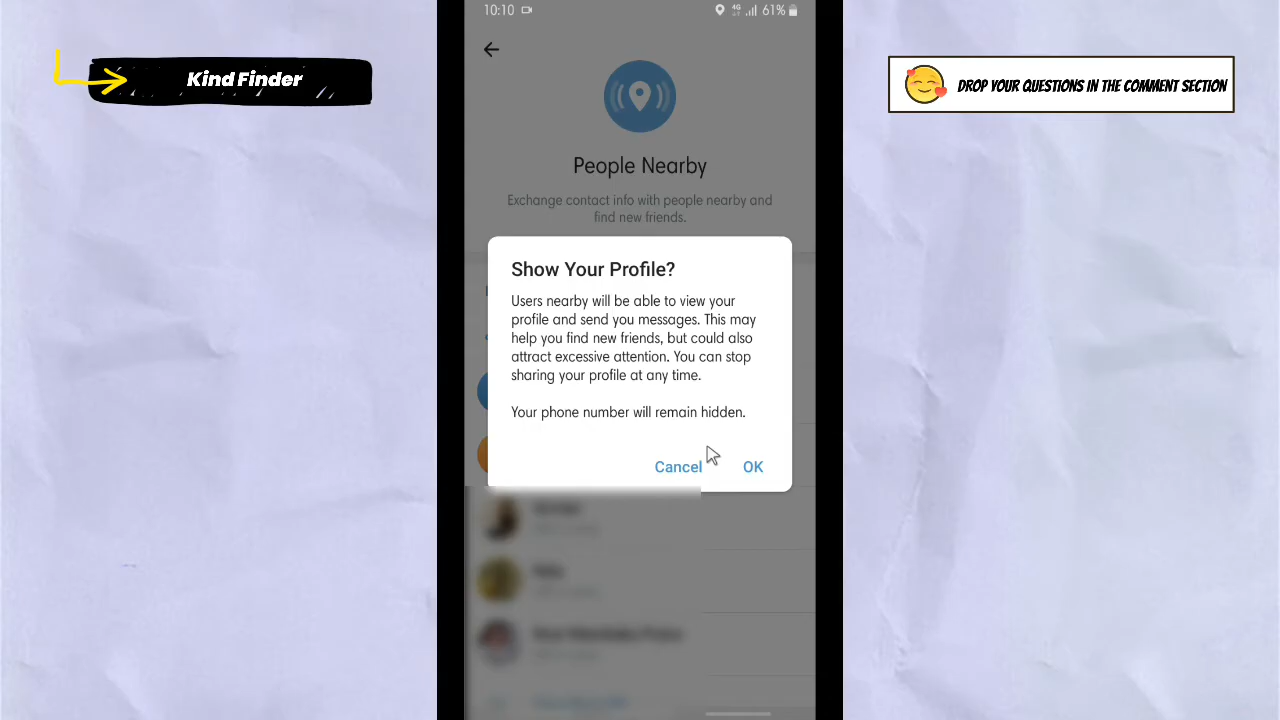 10:10
4G
61%
Kind Finder
DROP YOUR QUESTIONS IN THE COMMENT SECTION
People Nearby
Exchange contact info with people nearby and
find new friends.
Show Your Profile?
Users nearby will be able to view your
profile and send you messages. This may
help you find new friends, but could also
attract excessive attention. You can stop
sharing your profile at any time.
Your phone number will remain hidden.
Cancel
OK